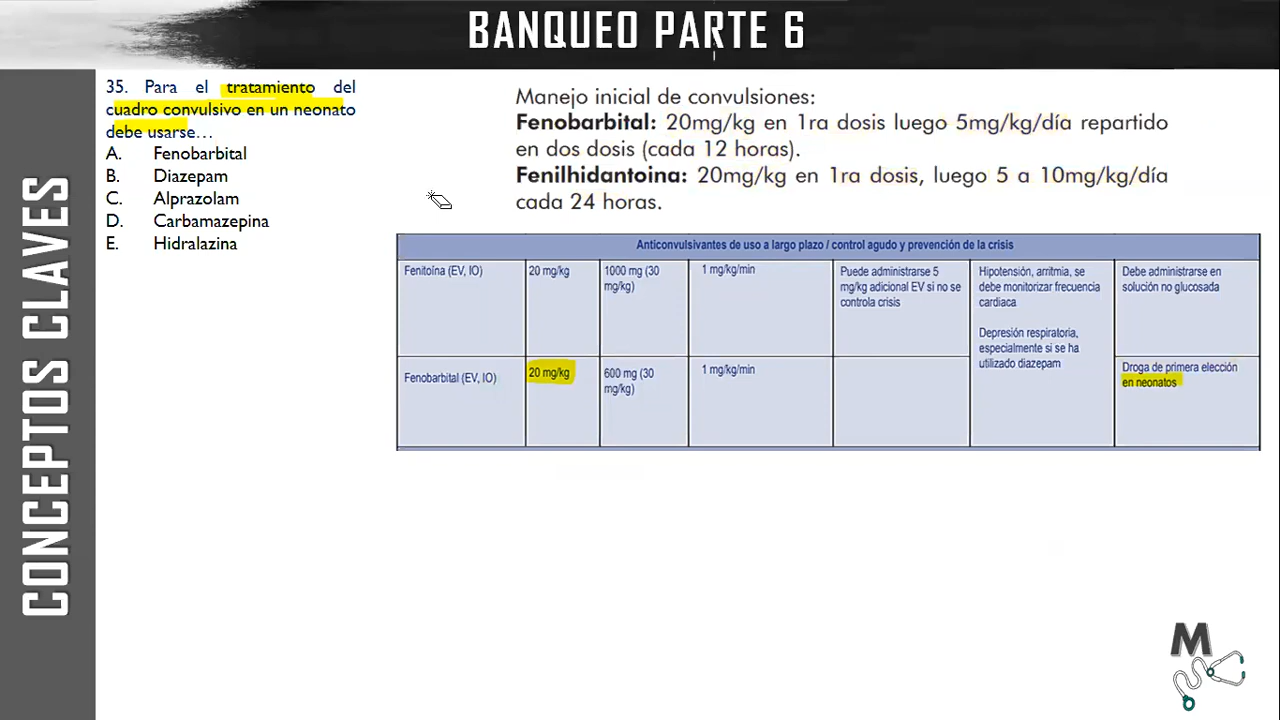 BANQUEO PARTE 6
CONCEPTOS CLAVES
35. Para el tratamiento del
cuadro convulsivo en un neonato
debe usarse…
A. Fenobarbital
B. Diazepam
C. Alprazolam
D. Carbamazepina
E. Hidralazina
Manejo inicial de convulsiones:
Fenobarbital: 20mg/kg en 1ra dosis luego 5mg/kg/día repartido
en dos dosis (cada 12 horas).
Fenilhidantoina: 20mg/kg en 1ra dosis, luego 5 a 10mg/kg/día
cada 24 horas.
Anticonvulsivantes de uso a largo plazo / control agudo y prevención de la crisis
Fenitoína (EV, IO)
20 mg/kg
1000 mg (30
mg/kg)
1 mg/kg/min
Puede administrarse 5
mg/kg adicional EV si no se
controla crisis
Hipotensión, arritmia, se
debe monitorizar frecuencia
cardiaca
Depresión respiratoria,
especialmente si se ha
utilizado diazepam
Debe administrarse en
solución no glucosada
Fenobarbital (EV, IO)
20 mg/kg
600 mg (30
mg/kg)
1 mg/kg/min
Droga de primera elección
en neonatos
M